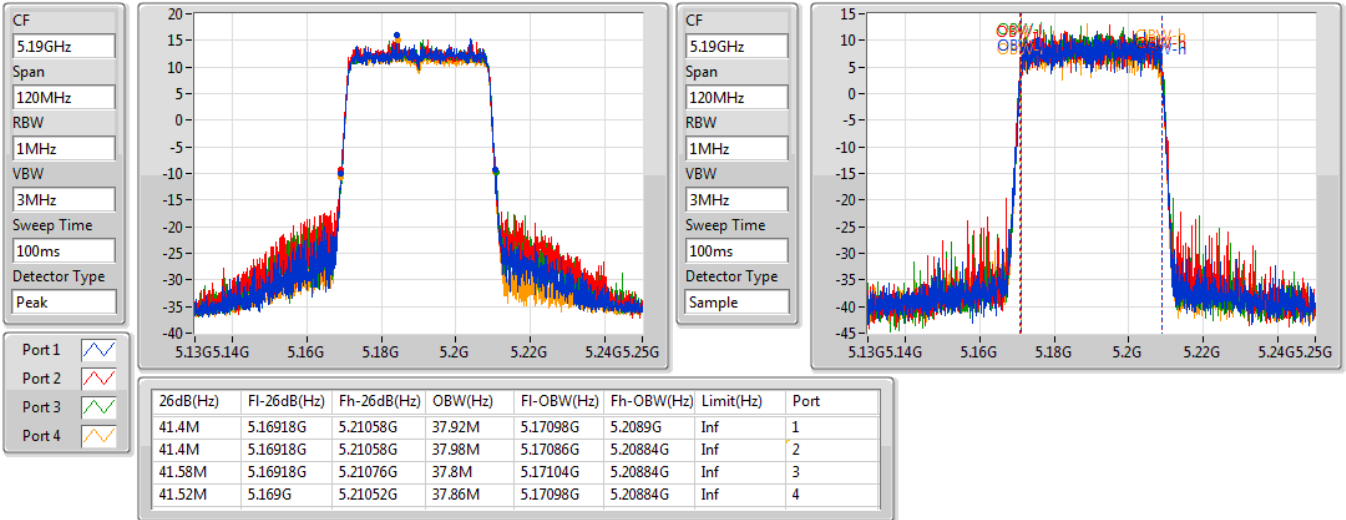 CF
5.19GHz
Span
120MHz
RBW
1MHz
VBW
3MHz
Sweep Time
100ms
Detector Type
Peak
20
15
10
5
0
-5
-10
-15
-20
-25
-30
-35
-40
5.13G 5.14G 5.16G 5.18G 5.2G 5.22G 5.24G 5.25G
CF
5.19GHz
Span
120MHz
RBW
1MHz
VBW
3MHz
Sweep Time
100ms
Detector Type
Sample
15
10
5
0
-5
-10
-15
-20
-25
-30
-35
-40
-45
5.13G 5.14G 5.16G 5.18G 5.2G 5.22G 5.24G 5.25G
Port 1
Port 2
Port 3
Port 4
26dB(Hz) Fl-26dB(Hz) Fh-26dB(Hz) OBW(Hz) Fl-OBW(Hz) Fh-OBW(Hz) Limit(Hz) Port
41.4M 5.16918G 5.21058G 37.92M 5.17098G 5.2089G Inf 1
41.4M 5.16918G 5.21058G 37.98M 5.17086G 5.20884G Inf 2
41.58M 5.16918G 5.21076G 37.8M 5.17104G 5.20884G Inf 3
41.52M 5.169G 5.21052G 37.86M 5.17098G 5.20884G Inf 4